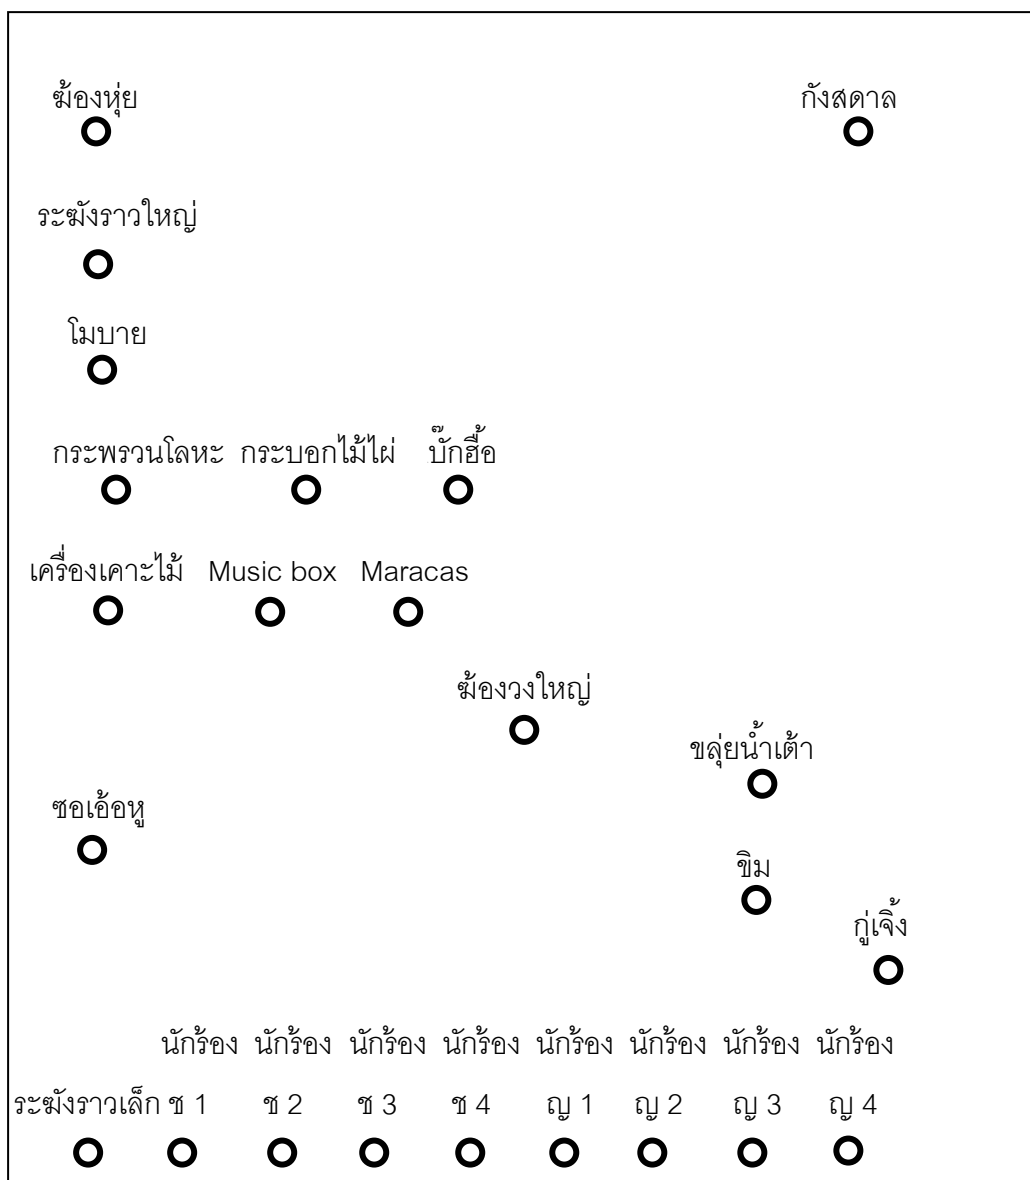 ฆ้องหุ่ย กังสดาล
ระฆังราวใหญ่
โมบาย
กระพรวนโลหะ กระบอกไม้ไผ่ บั๊กฮื้อ
เครื่องเคาะไม้ Music box Maracas
ฆ้องวงใหญ่
ขลุ่ยน้ำเต้า
ซอเอ้อหู
ขิม
กู่เจิ้ง
นักร้อง นักร้อง นักร้อง นักร้อง นักร้อง นักร้อง นักร้อง นักร้อง
ระฆังราวเล็ก ช 1 ช 2 ช 3 ช 4 ญ 1 ญ 2 ญ 3 ญ 4